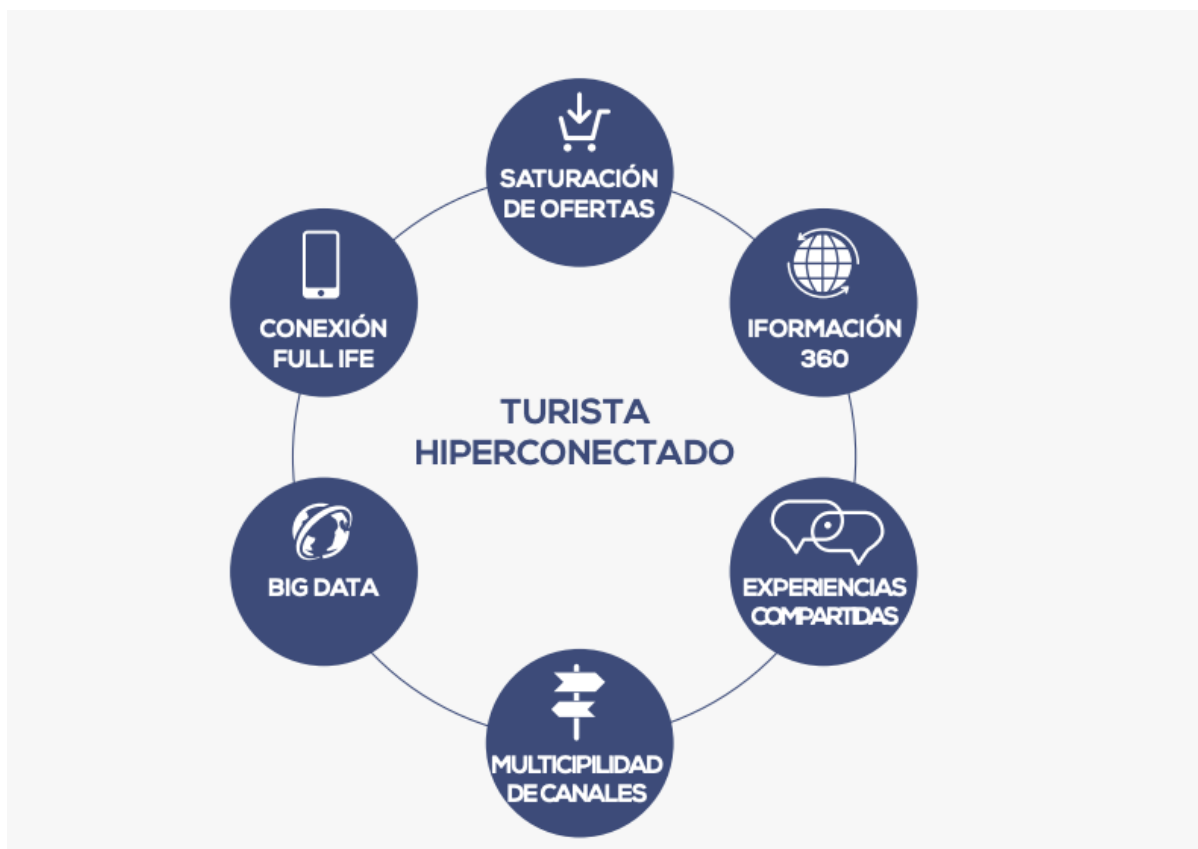 SATURACIÓN
DE OFERTAS
IFORMACIÓN
360
EXPERIENCIAS
COMPARTIDAS
MULTICIPILIDAD
DE CANALES
BIG DATA
CONEXIÓN
FULL IFE
TURISTA
HIPERCONECTADO